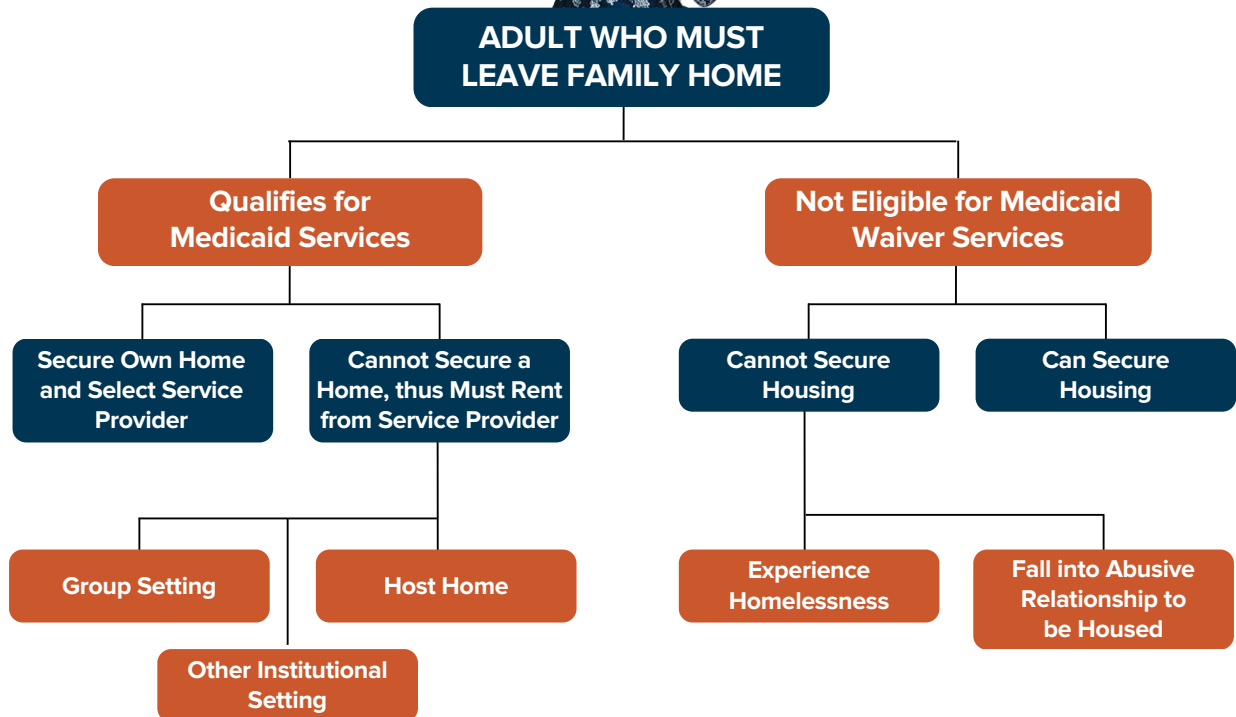 ADULT WHO MUST
LEAVE FAMILY HOME
Qualifies for
Medicaid Services
Not Eligible for Medicaid
Waiver Services
Secure Own Home
and Select Service
Provider
Cannot Secure a
Home, thus Must Rent
from Service Provider
Cannot Secure
Housing
Can Secure
Housing
Group Setting
Host Home
Experience
Homelessness
Fall into Abusive
Relationship to
be Housed
Other Institutional
Setting